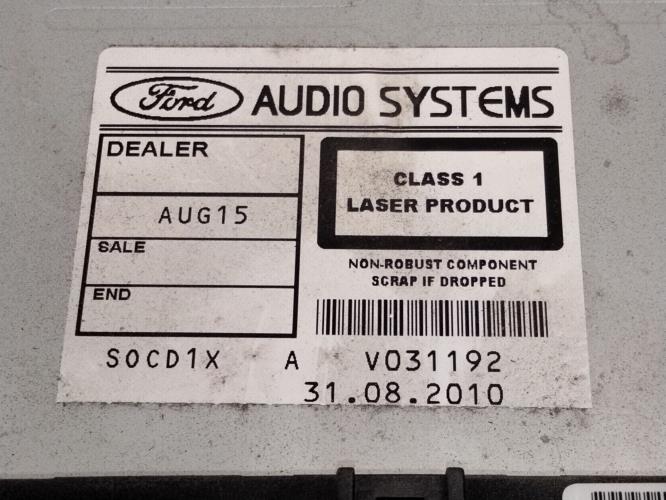 Ford AUDIO SYSTEMS
DEALER
AUG15
SALE
END
CLASS 1
LASER PRODUCT
NON-ROBUST COMPONENT
SCRAP IF DROPPED
SOCD1X A V031192
31.08.2010